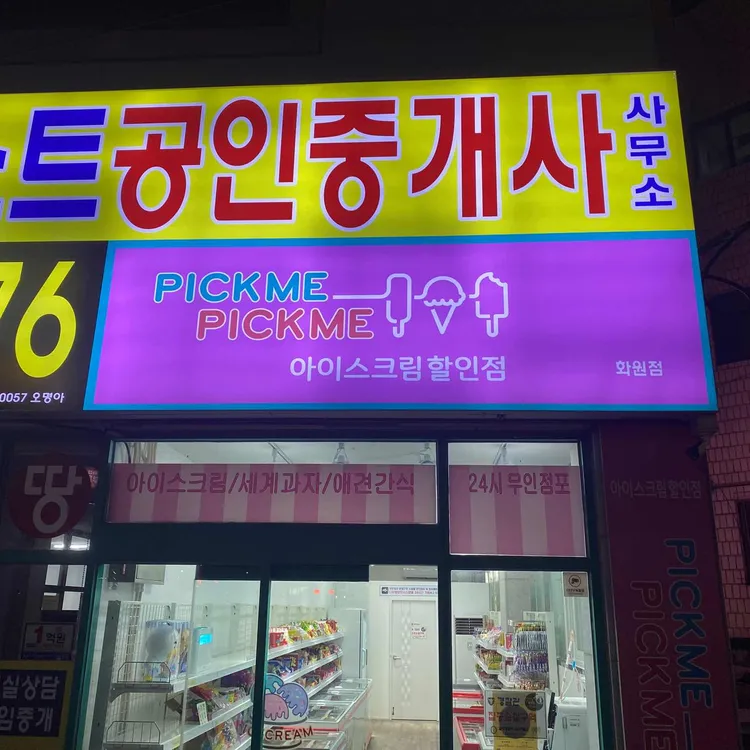 트공인중개사
사무소
76
0057 오명아
PICKME
PICKME
아이스크림할인점
화원점
땅
아이스크림/세계과자/애견간식
24시 무인점포
아이스크림할인점
PICKME
PICKME
1억원
실상담
중개
CREAM